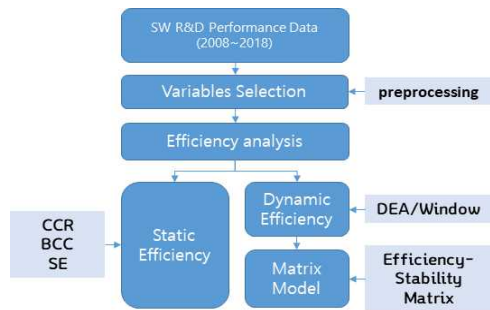 SW R&D Performance Data
(2008~2018)
Variables Selection
preprocessing
Efficiency analysis
CCR
BCC
SE
Static
Efficiency
Dynamic
Efficiency
DEA/Window
Matrix
Model
Efficiency-
Stability
Matrix